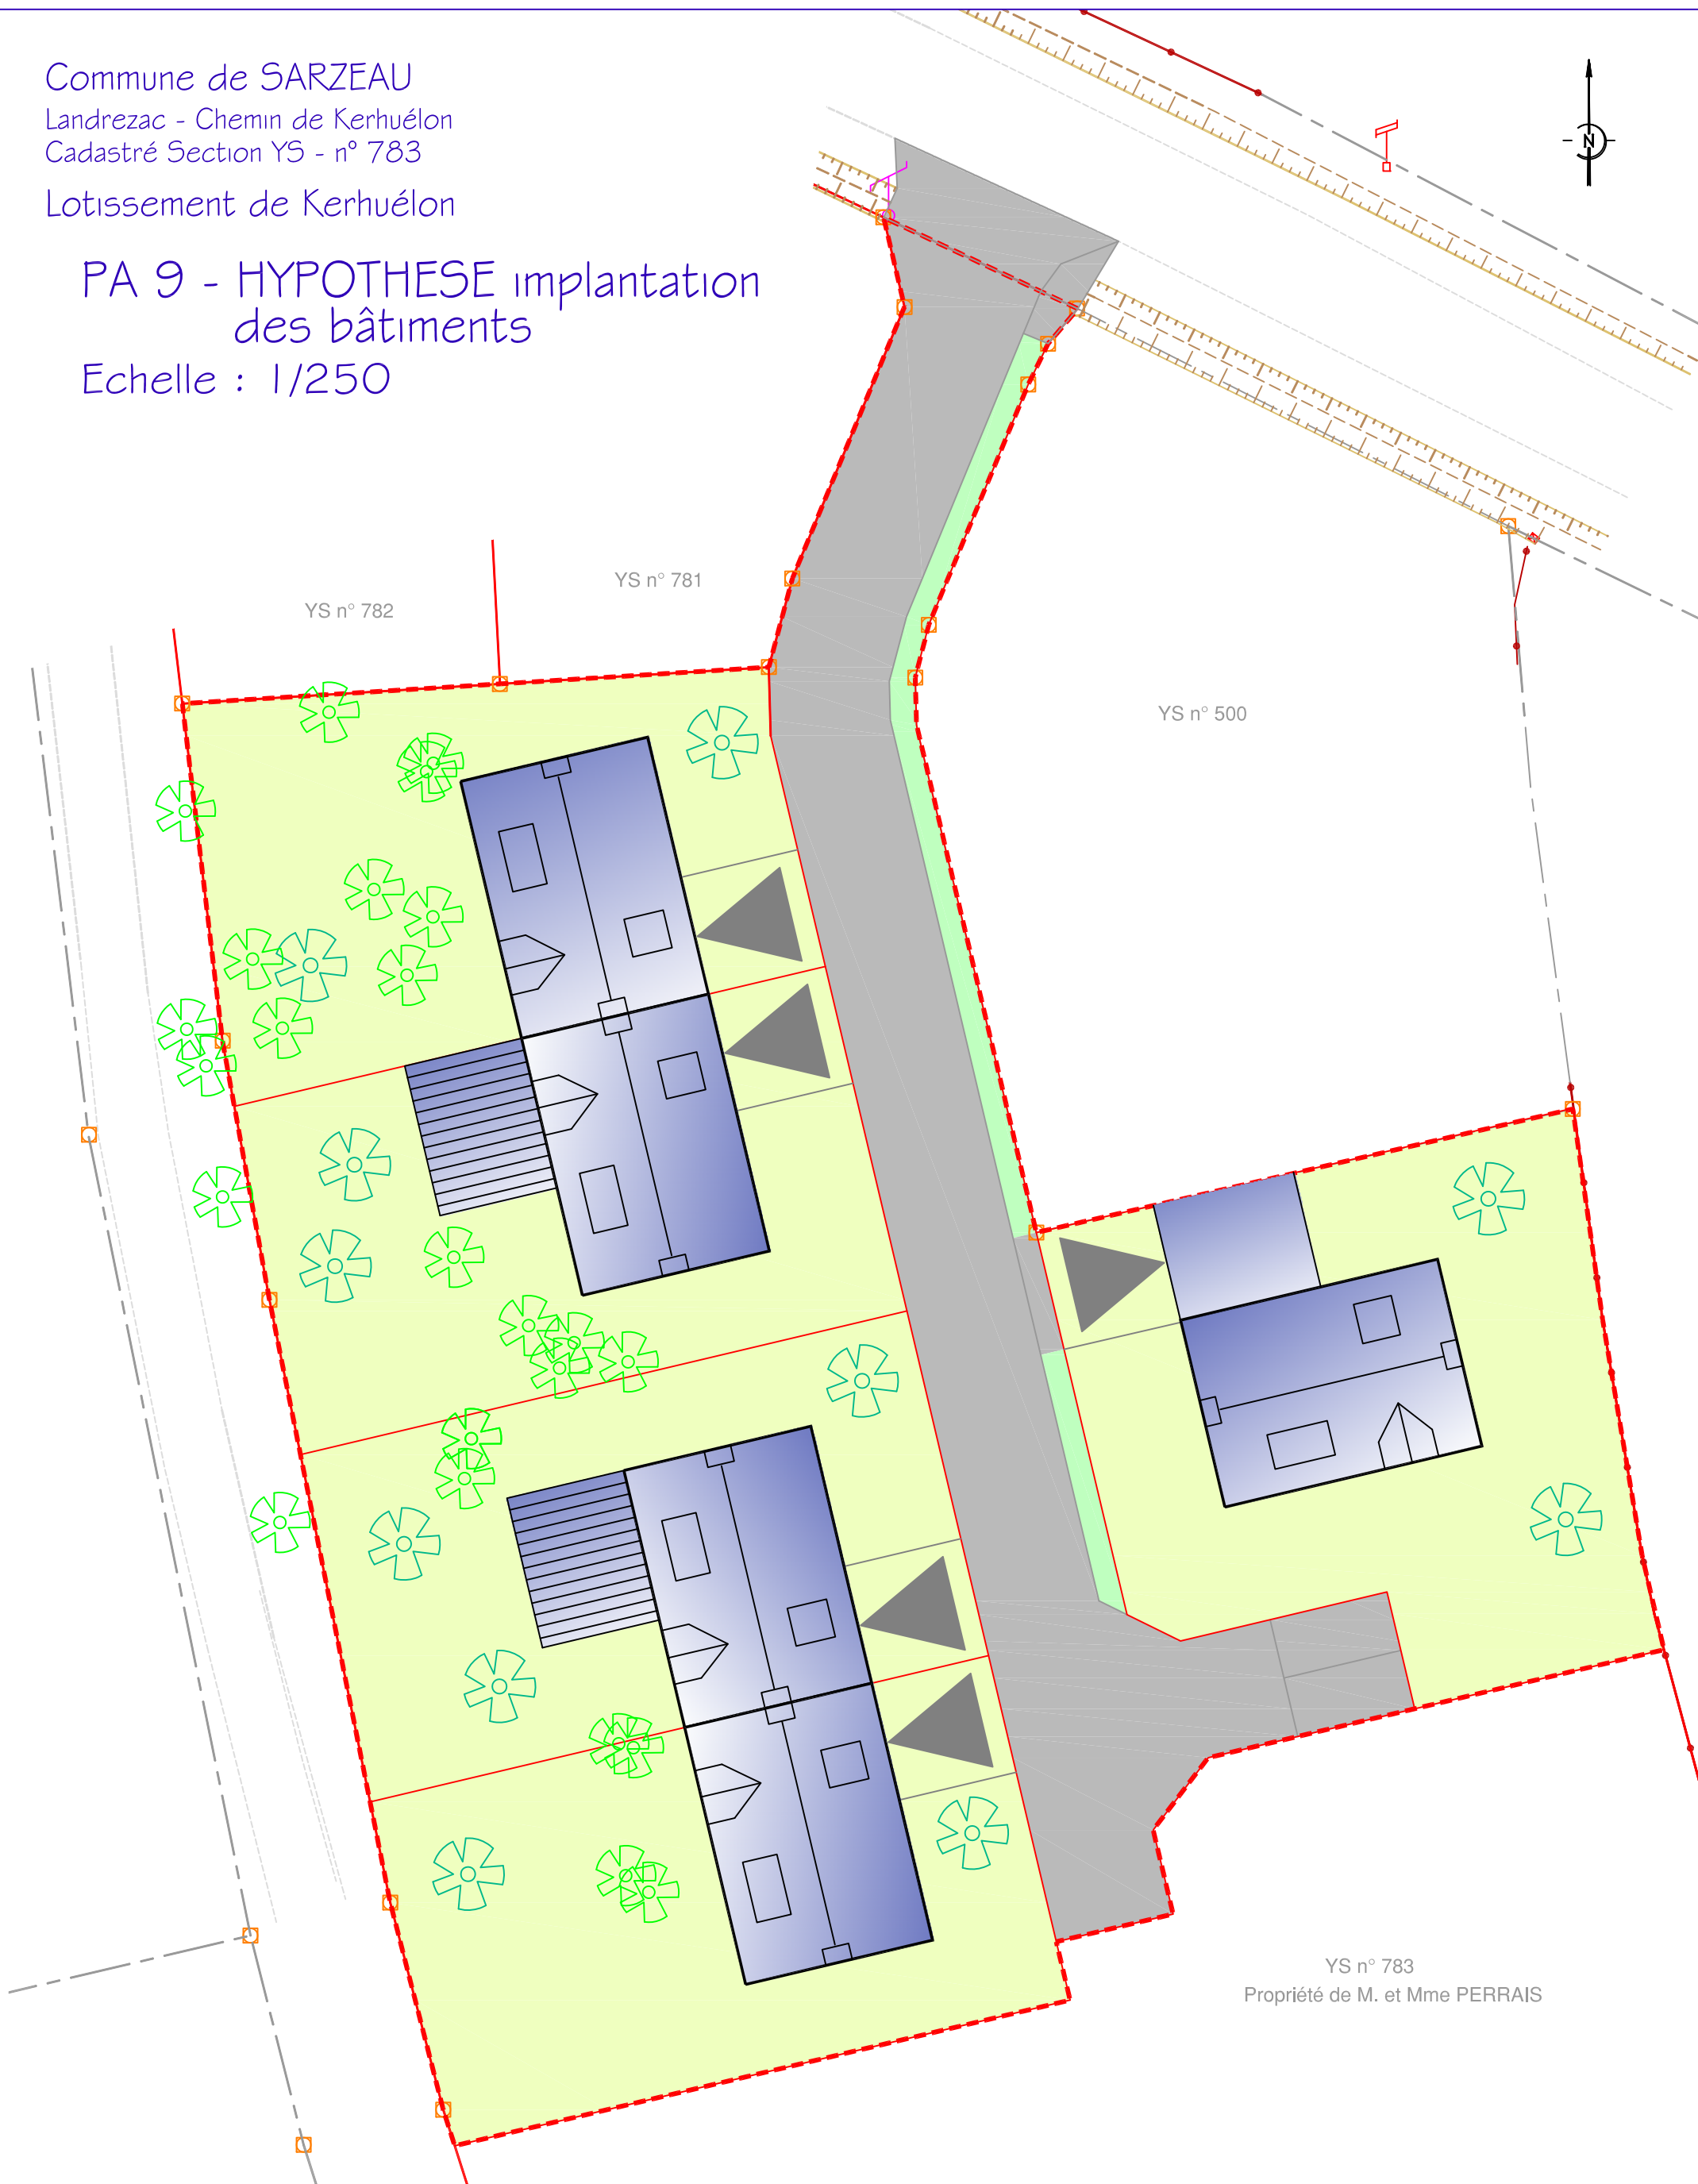 Commune de SARZEAU
Landrezac - Chemin de Kerhuélon
Cadastré Section YS - n° 783
Lotissement de Kerhuélon
PA 9 - HYPOTHESE implantation
des bâtiments
Echelle : 1/250
N
YS n° 781
YS n° 782
YS n° 500
YS n° 783
Propriété de M. et Mme PERRAIS